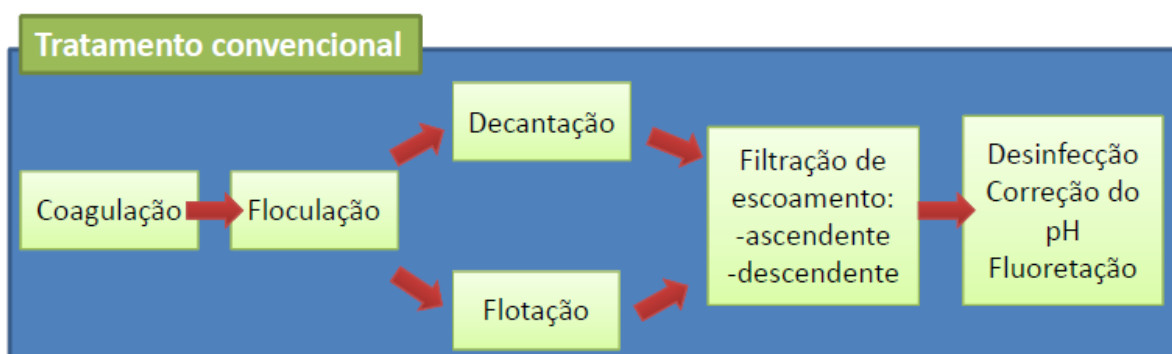 Tratamento convencional
Coagulação
Floculação
Decantação
Flotação
Filtração de
escoamento:
-ascendente
-descendente
Desinfecção
Correção do
pH
Fluoretação